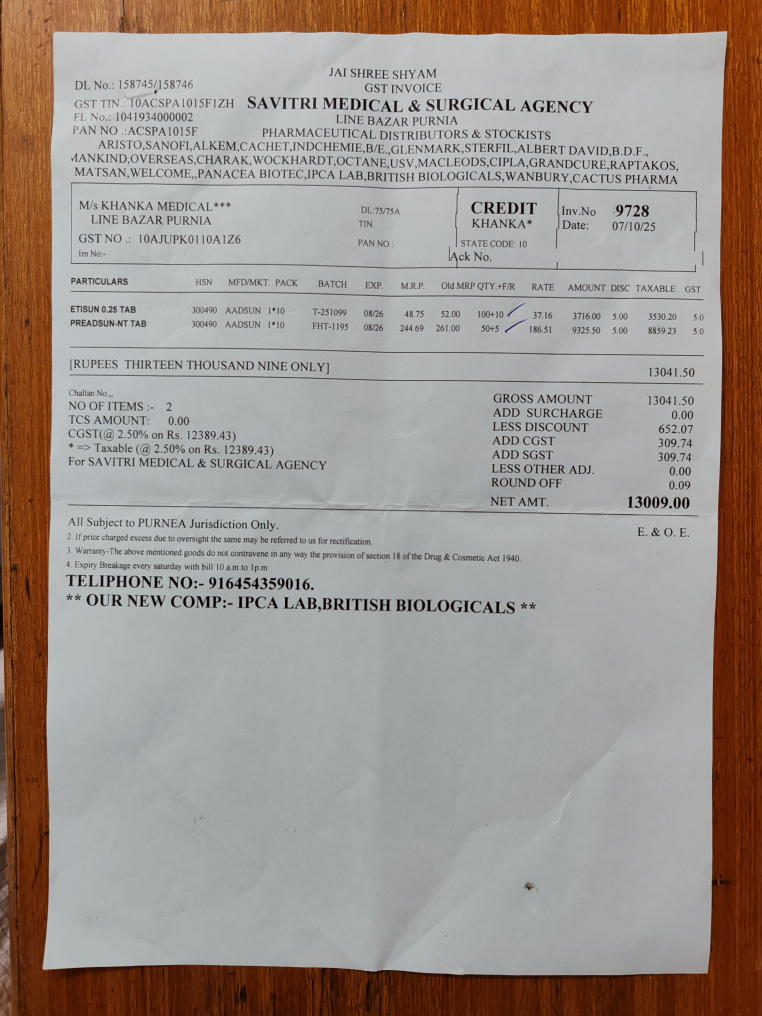 JAI SHREE SHYAM
DL No.: 158745/158746
GST INVOICE
GST TIN.: 10ACSPA1015F1ZH SAVITRI MEDICAL & SURGICAL AGENCY
FL No.: 1041934000002 LINE BAZAR PURNIA
PAN NO .:ACSPA1015F PHARMACEUTICAL DISTRIBUTORS & STOCKISTS
ARISTO,SANOFI,ALKEM,CACHET,INDCHEMIE,B/E.,GLENMARK,STERFIL,ALBERT DAVID,B.D.F.,
MANKIND,OVERSEAS,CHARAK,WOCKHARDT,OCTANE,USV,MACLEODS,CIPLA,GRANDCURE,RAPTAKOS,
MATSAN,WELCOME,,PANACEA BIOTEC,IPCA LAB,BRITISH BIOLOGICALS,WANBURY,CACTUS PHARMA
M/s KHANKA MEDICAL*** DL:75/75A CREDIT Inv.No :9728
LINE BAZAR PURNIA TIN. KHANKA* Date: 07/10/25
GST NO .: 10AJUPK0110A1Z6 PAN NO.: STATE CODE: 10
Im No:- Ack No.
PARTICULARS HSN MFD/MKT. PACK BATCH EXP. M.R.P. Old MRP QTY.+F/R RATE AMOUNT DISC TAXABLE GST
ETISUN 0.25 TAB 300490 AADSUN 1*10 T-251099 08/26 48.75 52.00 100+10 37.16 3716.00 5.00 3530.20 5.0
PREADSUN-NT TAB 300490 AADSUN 1*10 FHT-1195 08/26 244.69 261.00 50+5 186.51 9325.50 5.00 8859.23 5.0
[RUPEES THIRTEEN THOUSAND NINE ONLY] 13041.50
Challan No.,,
NO OF ITEMS :- 2
TCS AMOUNT: 0.00
CGST(@ 2.50% on Rs. 12389.43)
* => Taxable (@ 2.50% on Rs. 12389.43)
For SAVITRI MEDICAL & SURGICAL AGENCY
GROSS AMOUNT 13041.50
ADD SURCHARGE 0.00
LESS DISCOUNT 652.07
ADD CGST 309.74
ADD SGST 309.74
LESS OTHER ADJ. 0.00
ROUND OFF 0.09
NET AMT. 13009.00
All Subject to PURNEA Jurisdiction Only. E. & O. E.
2. If price charged excess due to oversight the same may be referred to us for rectification.
3. Warranty-The above mentioned goods do not contravene in any way the provision of section 18 of the Drug & Cosmetic Act 1940.
4. Expiry Breakage every saturday with bill 10 a.m to 1p.m
TELIPHONE NO:- 916454359016.
** OUR NEW COMP:- IPCA LAB,BRITISH BIOLOGICALS **